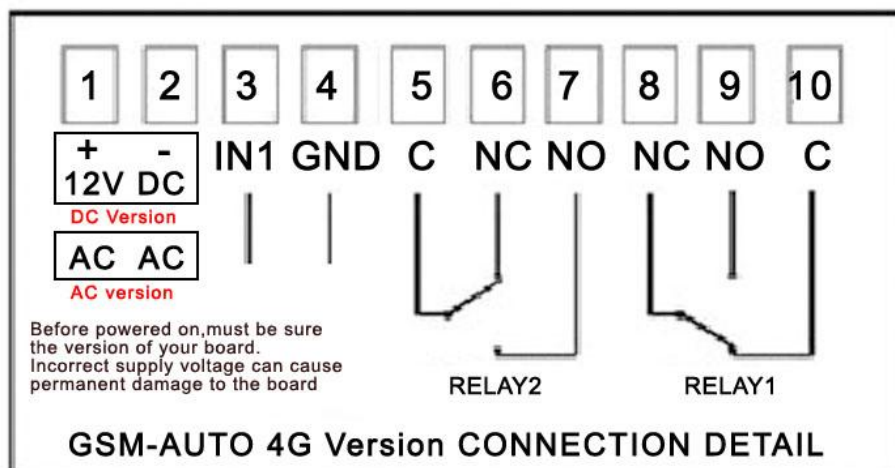 1 2 3 4 5 6 7 8 9 10
+ - IN1 GND C NC NO NC NO C
12V DC
DC Version
AC AC
AC version
Before powered on,must be sure
the version of your board.
Incorrect supply voltage can cause
permanent damage to the board
RELAY2 RELAY1
GSM-AUTO 4G Version CONNECTION DETAIL